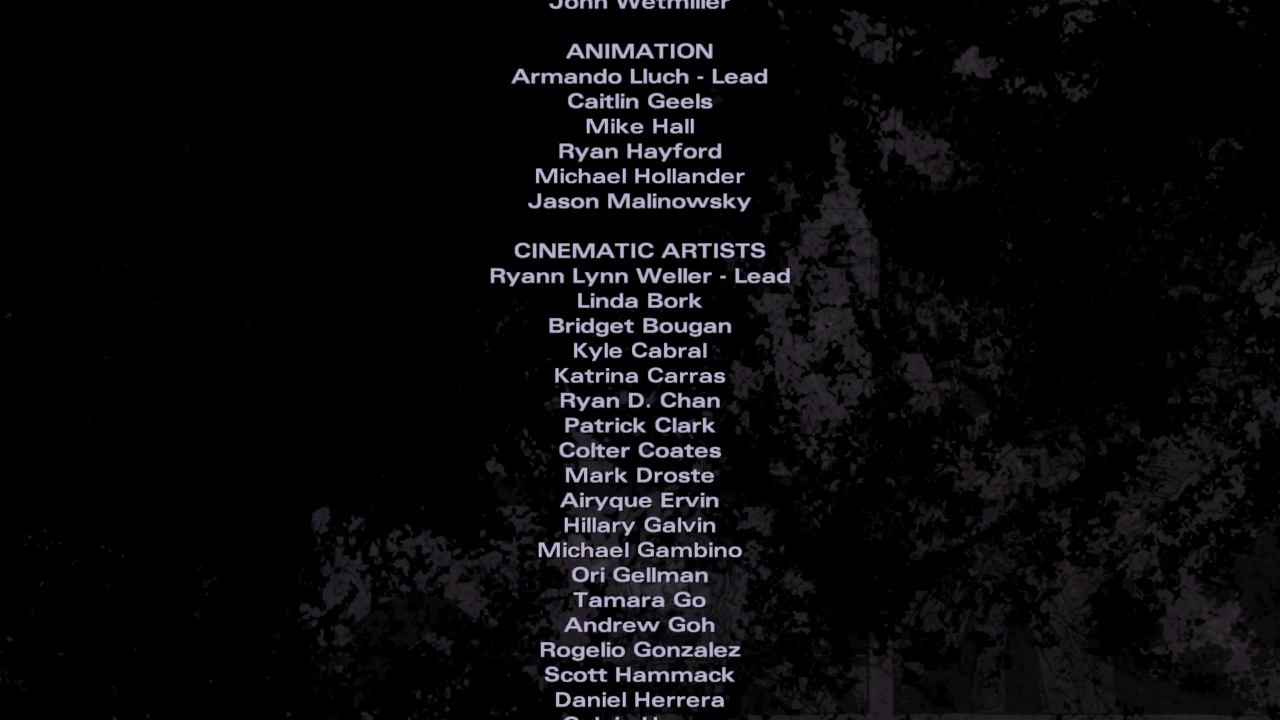 John Wetmiller
ANIMATION
Armando Lluch - Lead
Caitlin Geels
Mike Hall
Ryan Hayford
Michael Hollander
Jason Malinowsky
CINEMATIC ARTISTS
Ryann Lynn Weller - Lead
Linda Bork
Bridget Bougan
Kyle Cabral
Katrina Carras
Ryan D. Chan
Patrick Clark
Colter Coates
Mark Droste
Airyque Ervin
Hillary Galvin
Michael Gambino
Ori Gellman
Tamara Go
Andrew Goh
Rogelio Gonzalez
Scott Hammack
Daniel Herrera